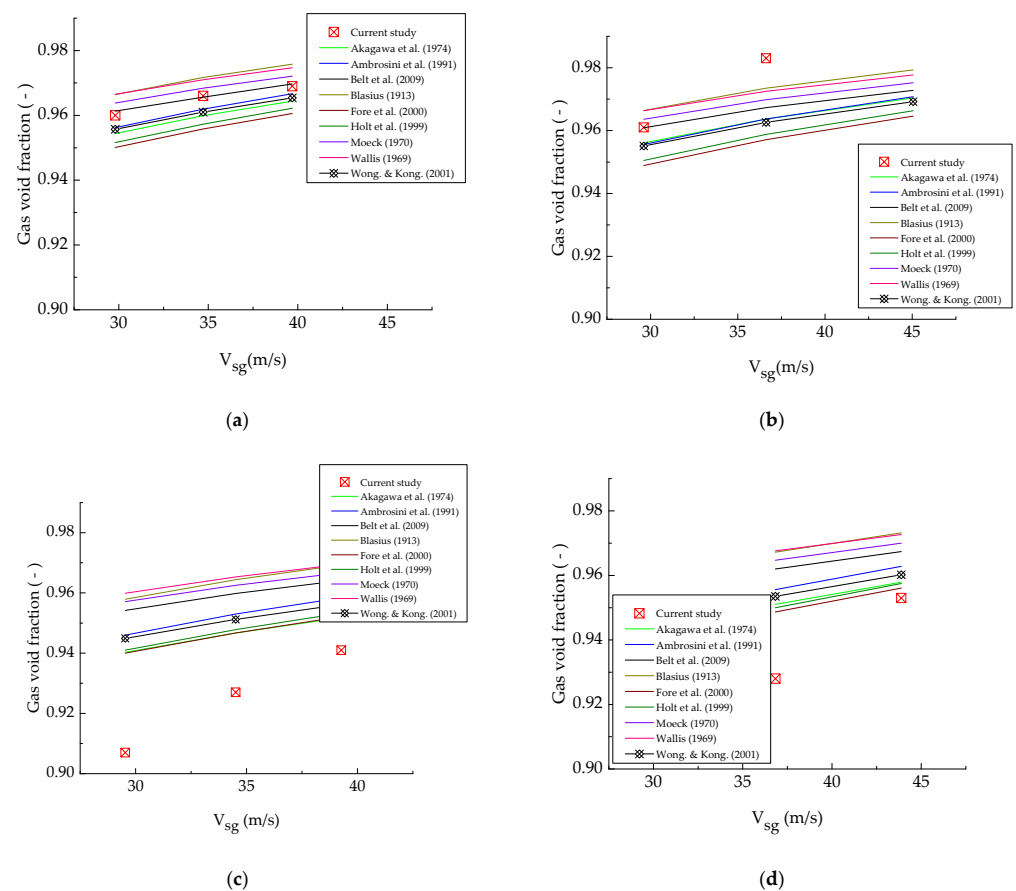 Gas void fraction ( - )
0.98
0.96
0.94
0.92
0.90
30
35
40
45
V_sg(m/s)
Current study
Akagawa et al. (1974)
Ambrosini et al. (1991)
Belt et al. (2009)
Blasius (1913)
Fore et al. (2000)
Holt et al. (1999)
Moeck (1970)
Wallis (1969)
Wong. & Kong. (2001)
(a)
Gas void fraction ( - )
0.98
0.96
0.94
0.92
0.90
30
35
40
45
V_sg(m/s)
Current study
Akagawa et al. (1974)
Ambrosini et al. (1991)
Belt et al. (2009)
Blasius (1913)
Fore et al. (2000)
Holt et al. (1999)
Moeck (1970)
Wallis (1969)
Wong. & Kong. (2001)
(b)
Gas void fraction ( - )
0.98
0.96
0.94
0.92
0.90
30
35
40
V_sg (m/s)
Current study
Akagawa et al. (1974)
Ambrosini et al. (1991)
Belt et al. (2009)
Blasius (1913)
Fore et al. (2000)
Holt et al. (1999)
Moeck (1970)
Wallis (1969)
Wong. & Kong. (2001)
(c)
Gas void fraction ( - )
0.98
0.96
0.94
0.92
0.90
30
35
40
45
V_sg (m/s)
Current study
Akagawa et al. (1974)
Ambrosini et al. (1991)
Belt et al. (2009)
Blasius (1913)
Fore et al. (2000)
Holt et al. (1999)
Moeck (1970)
Wallis (1969)
Wong. & Kong. (2001)
(d)